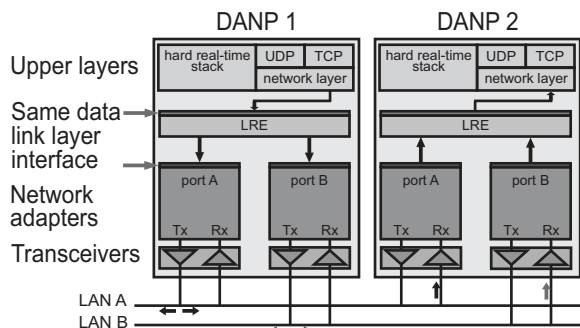 DANP 1
DANP 2
Upper layers
hard real-time
stack
UDP
TCP
network layer
hard real-time
stack
UDP
TCP
network layer
Same data
link layer
interface
LRE
LRE
Network
adapters
port A
port B
port A
port B
Tx
Rx
Tx
Rx
Tx
Rx
Tx
Rx
Transceivers
LAN A
LAN B